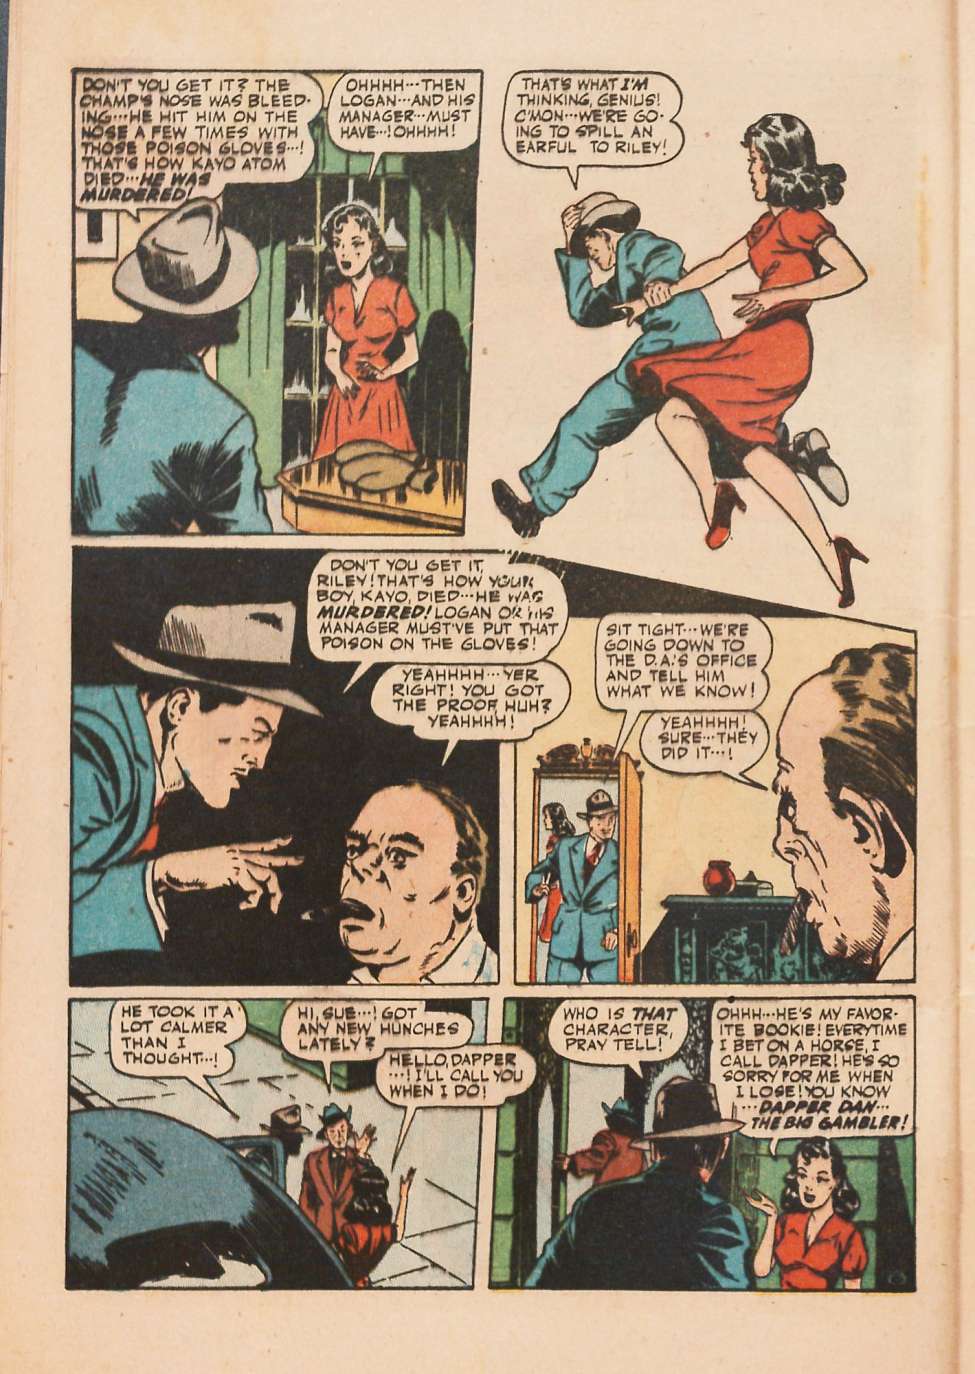 DON'T YOU GET IT? THE
CHAMP'S NOSE WAS BLEED-
ING---HE HIT HIM ON THE
NOSE A FEW TIMES WITH
THOSE POISON GLOVES---!
THAT'S HOW KAYO ATOM
DIED---HE WAS
MURDERED!
OHHHH---THEN
LOGAN---AND HIS
MANAGER---MUST
HAVE---! OHHHH!
THAT'S WHAT I'M
THINKING, GENIUS!
C'MON---WE'RE GO-
ING TO SPILL AN
EARFUL TO RILEY!
DON'T YOU GET IT,
RILEY! THAT'S HOW YOUR
BOY, KAYO, DIED---HE WAS
MURDERED! LOGAN OR HIS
MANAGER MUST'VE PUT THAT
POISON ON THE GLOVES!
YEAHHHH---YER
RIGHT! YOU GOT
THE PROOF, HUH?
YEAHHHH!
SIT TIGHT---WE'RE
GOING DOWN TO
THE D.A.'S OFFICE
AND TELL HIM
WHAT WE KNOW!
YEAHHHH!
SURE---THEY
DID IT---!
HE TOOK IT A
LOT CALMER
THAN I
THOUGHT---!
HI, SUE---! GOT
ANY NEW HUNCHES
LATELY?
HELLO, DAPPER
---! I'LL CALL YOU
WHEN I DO!
WHO IS THAT
CHARACTER,
PRAY TELL!
OHHH---HE'S MY FAVOR-
ITE BOOKIE! EVERYTIME
I BET ON A HORSE, I
CALL DAPPER! HE'S SO
SORRY FOR ME WHEN
I LOSE! YOU KNOW
---DAPPER DAN---
THE BIG GAMBLER!